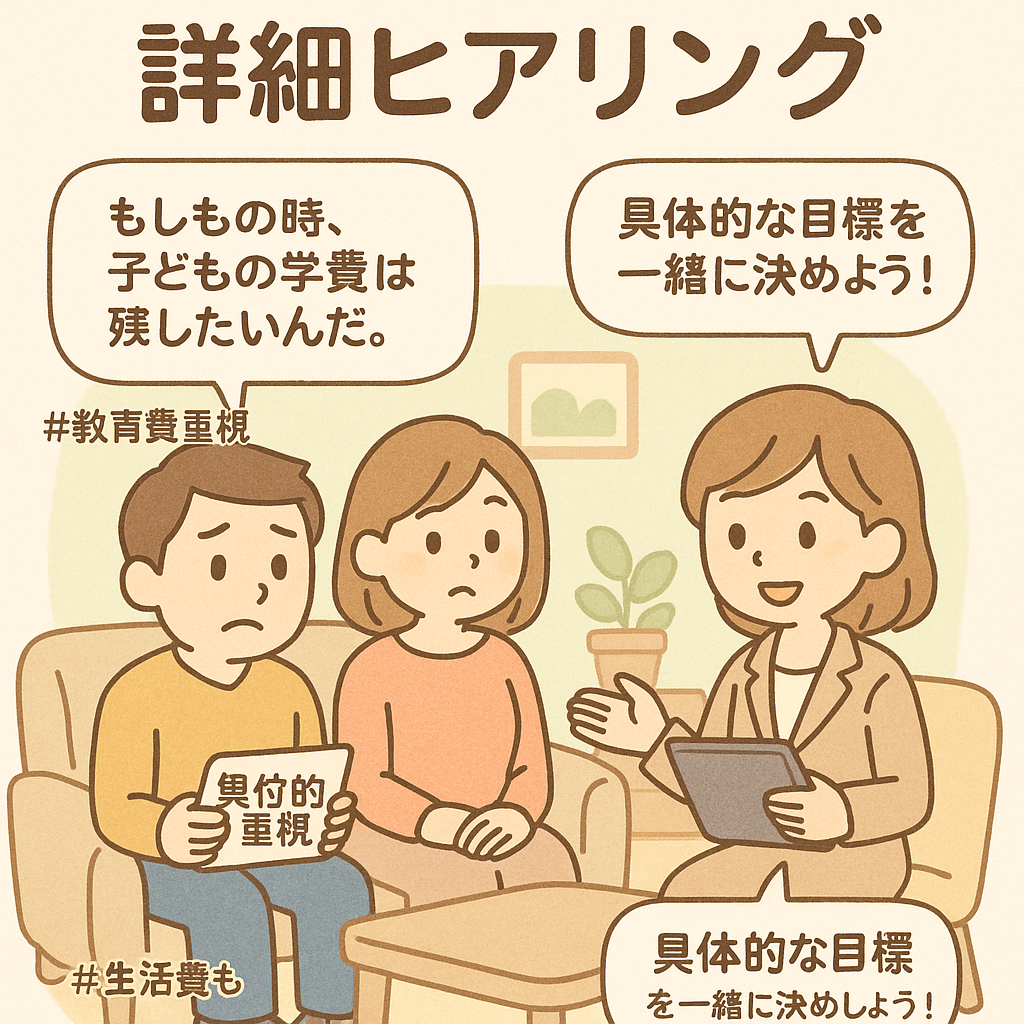 詳細ヒアリング
もしもの時、
子どもの学費は
残したいんだ。
具体的な目標を
一緒に決めよう!
#教育費重視
重視
#生活費も
具体的な目標
を一緒に決めしよう!